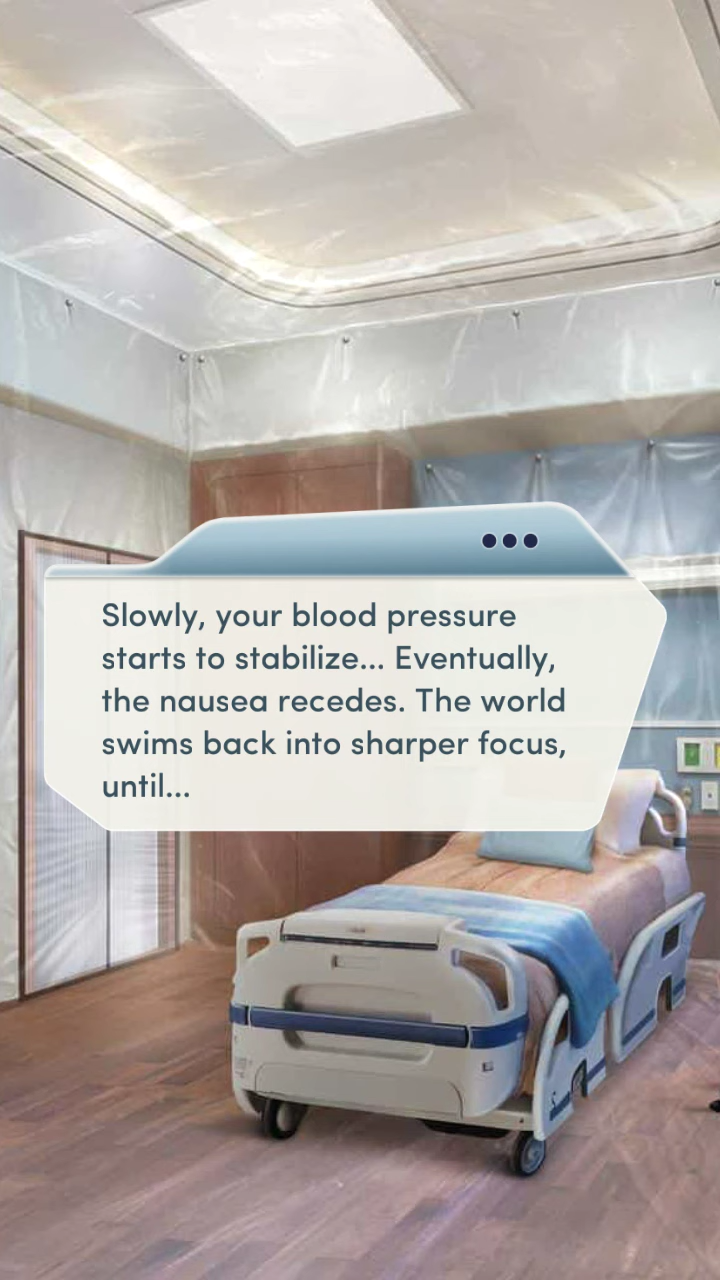 Slowly, your blood pressure
starts to stabilize... Eventually,
the nausea recedes. The world
swims back into sharper focus,
until...